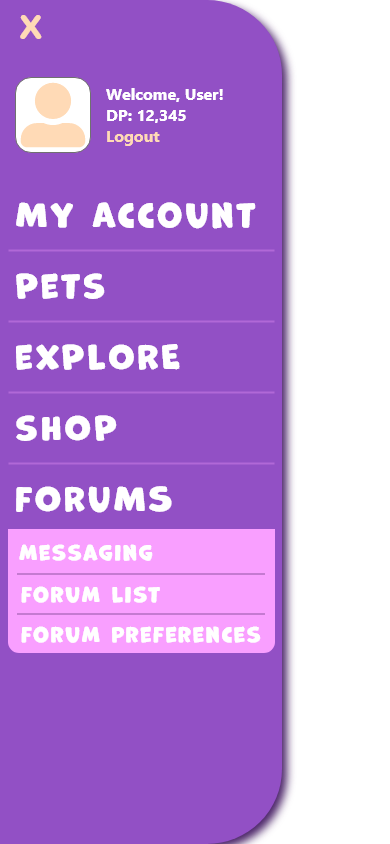 X
Welcome, User!
DP: 12,345
Logout
MY ACCOUNT
PETS
EXPLORE
SHOP
FORUMS
MESSAGING
FORUM LIST
FORUM PREFERENCES